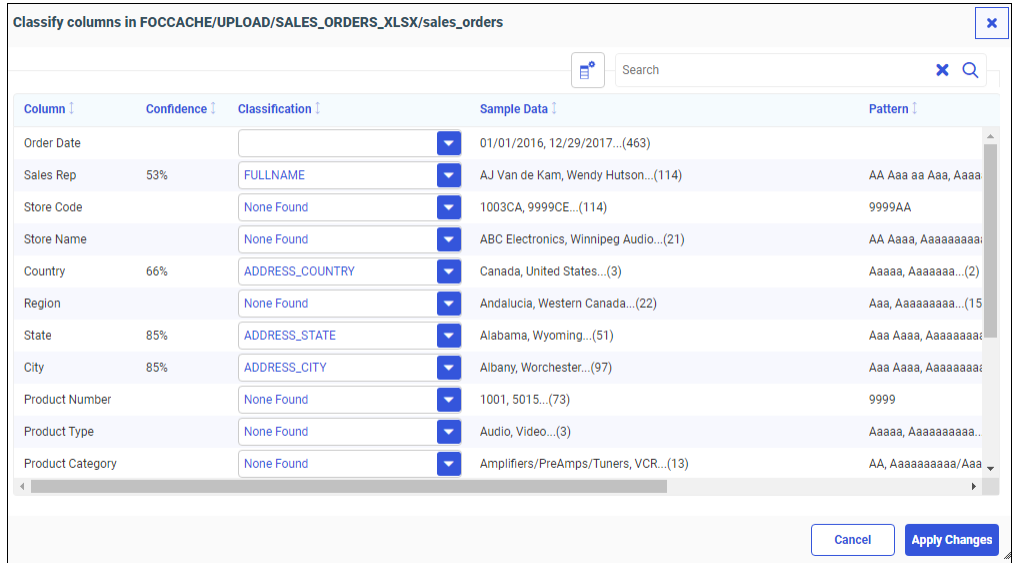 Classify columns in FOCCACHE/UPLOAD/SALES_ORDERS_XLSX/sales_orders
Search
Column Confidence Classification Sample Data Pattern
Order Date 01/01/2016, 12/29/2017...(463)
Sales Rep 53% FULLNAME AJ Van de Kam, Wendy Hutson...(114) AA Aaa aa Aaa, Aaaa
Store Code None Found 1003CA, 9999CE...(114) 9999AA
Store Name None Found ABC Electronics, Winnipeg Audio...(21) AA Aaaa, Aaaaaaaaa
Country 66% ADDRESS_COUNTRY Canada, United States...(3) Aaaaa, Aaaaaaa...(2)
Region None Found Andalucia, Western Canada...(22) Aaa, Aaaaaaaaa...(15
State 85% ADDRESS_STATE Alabama, Wyoming...(51) Aaa Aaaa, Aaaaaaaaa
City 85% ADDRESS_CITY Albany, Worchester...(97) Aaa Aaaa, Aaaaaaaaa
Product Number None Found 1001, 5015...(73) 9999
Product Type None Found Audio, Video...(3) Aaaaa, Aaaaaaaaaa...
Product Category None Found Amplifiers/PreAmps/Tuners, VCR...(13) AA, Aaaaaaaaaa/Aaa
Cancel Apply Changes